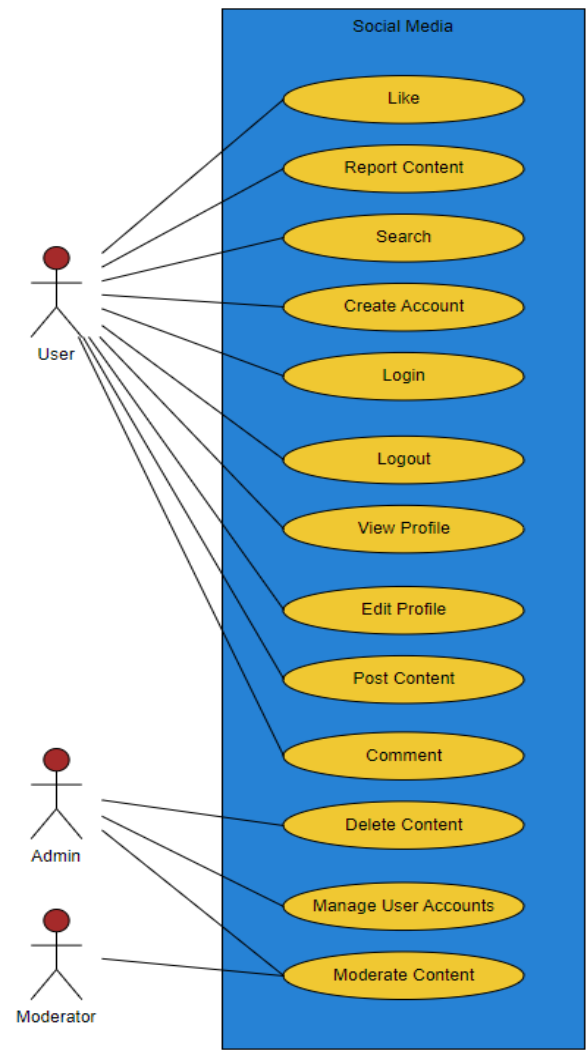 Social Media
Like
Report Content
Search
Create Account
User
Login
Logout
View Profile
Edit Profile
Post Content
Comment
Delete Content
Admin
Manage User Accounts
Moderate Content
Moderator